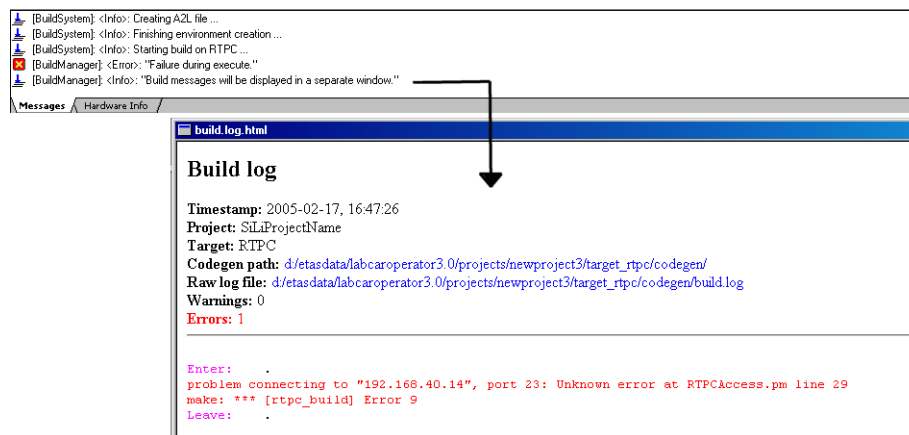 [BuildSystem]: <Info>: Creating A2L file ...
[BuildSystem]: <Info>: Finishing environment creation ...
[BuildSystem]: <Info>: Starting build on RTPC ...
[BuildManager]: <Error>: "Failure during execute."
[BuildManager]: <Info>: "Build messages will be displayed in a separate window."
Messages Hardware Info
build.log.html
Build log
Timestamp: 2005-02-17, 16:47:26
Project: SiLiProjectName
Target: RTPC
Codegen path: d:/etasdata/labcaroperator3.0/projects/newproject3/target_rtpc/codegen/
Raw log file: d:/etasdata/labcaroperator3.0/projects/newproject3/target_rtpc/codegen/build.log
Warnings: 0
Errors: 1
Enter: .
problem connecting to "192.168.40.14", port 23: Unknown error at RTPCAccess.pm line 29
make: *** [rtpc_build] Error 9
Leave: .